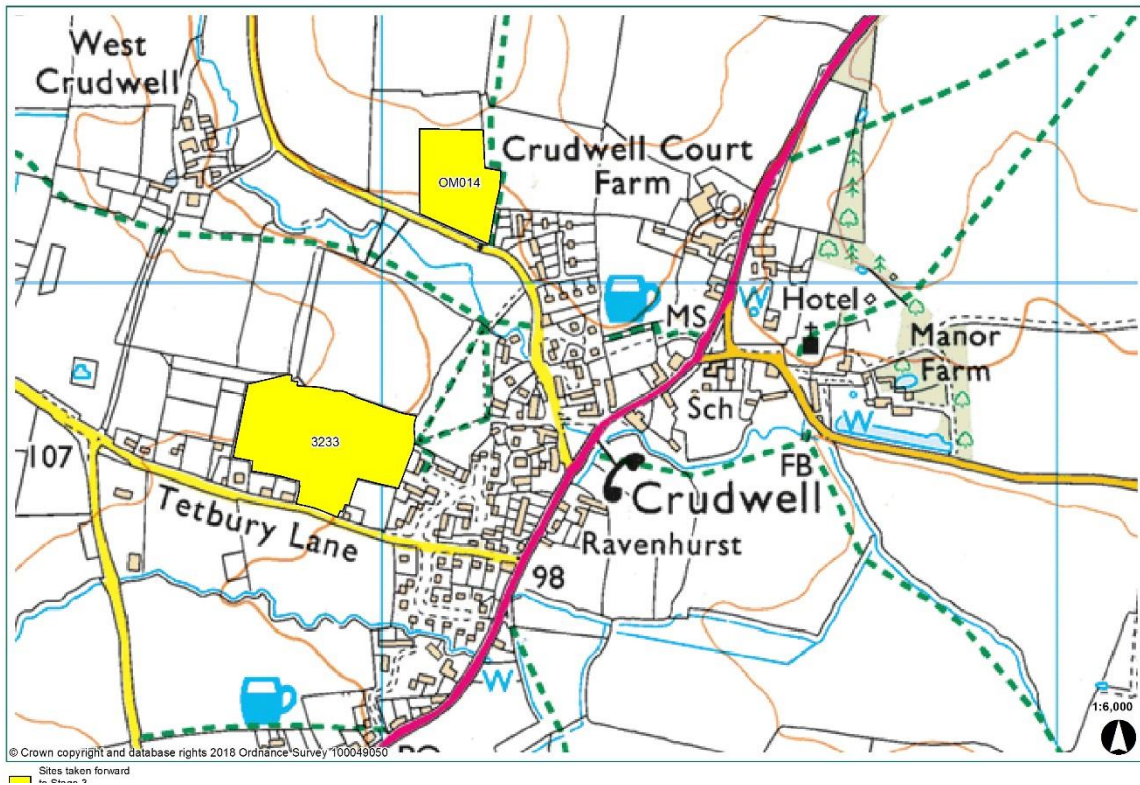 West
Crudwell
OM014
Crudwell Court
Farm
MS
W
Hotel
Manor
Farm
Sch
3233
107
Tetbury Lane
W
FB
Crudwell
Ravenhurst
98
W
1:6,000
© Crown copyright and database rights 2018 Ordnance Survey 100049050
Sites taken forward